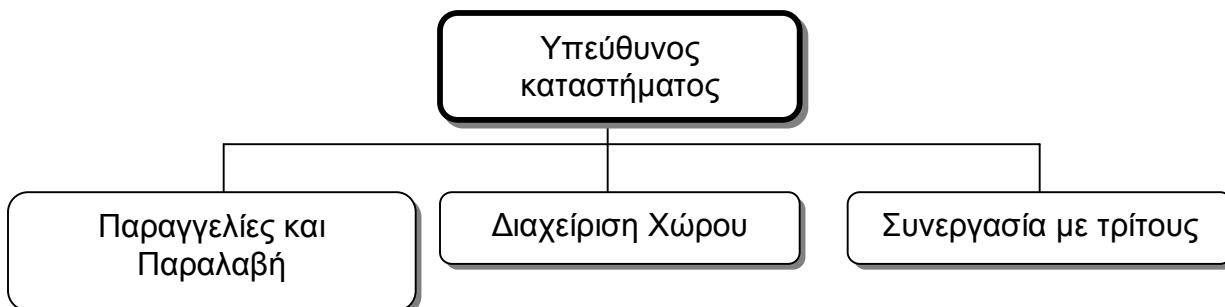 Υπεύθυνος
καταστήματος
Παραγγελίες και
Παραλαβή
Διαχείριση Χώρου
Συνεργασία με τρίτους